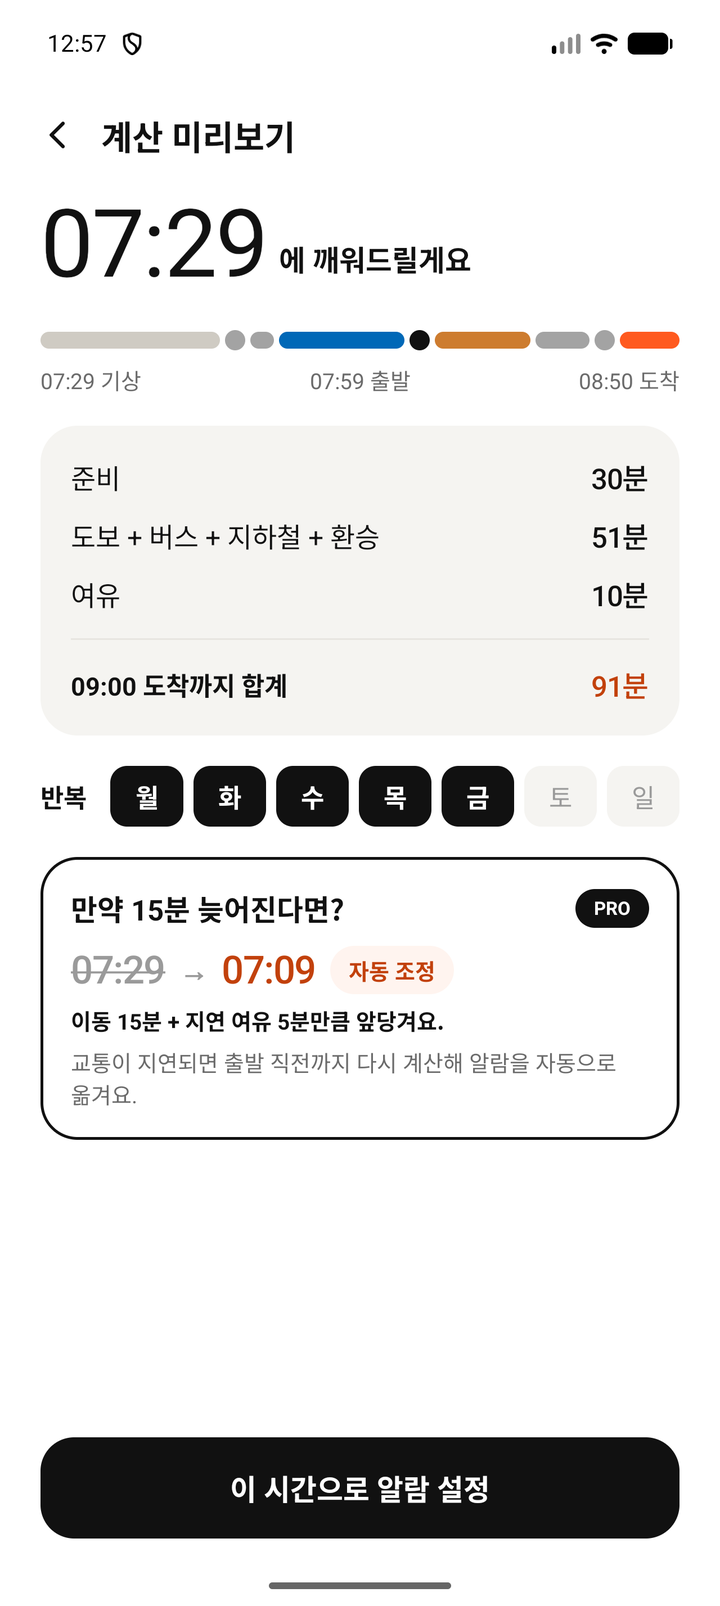 12:57
계산 미리보기
07:29 에 깨워드릴게요
07:29 기상 07:59 출발 08:50 도착
준비 30분
도보 + 버스 + 지하철 + 환승 51분
여유 10분
09:00 도착까지 합계 91분
반복 월 화 수 목 금 토 일
만약 15분 늦어진다면? PRO
07:29 → 07:09 자동 조정
이동 15분 + 지연 여유 5분만큼 앞당겨요.
교통이 지연되면 출발 직전까지 다시 계산해 알람을 자동으로
옮겨요.
이 시간으로 알람 설정